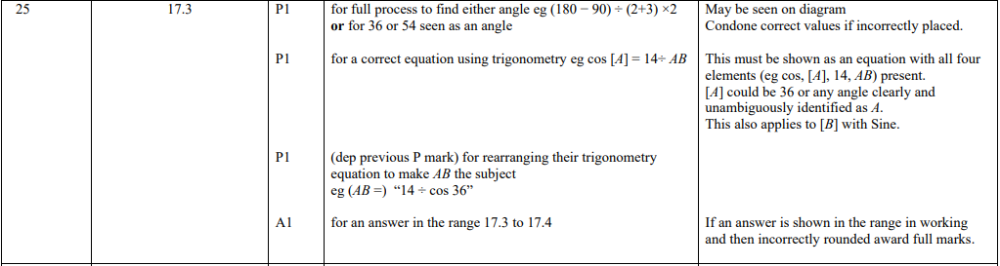 25 17.3 P1 for full process to find either angle eg (180 – 90) ÷ (2+3) ×2 May be seen on diagram
or for 36 or 54 seen as an angle Condone correct values if incorrectly placed.
P1 for a correct equation using trigonometry eg cos [A] = 14÷ AB This must be shown as an equation with all four
elements (eg cos, [A], 14, AB) present.
[A] could be 36 or any angle clearly and
unambiguously identified as A.
This also applies to [B] with Sine.
P1 (dep previous P mark) for rearranging their trigonometry
equation to make AB the subject
eg (AB =) “14 ÷ cos 36”
A1 for an answer in the range 17.3 to 17.4 If an answer is shown in the range in working
and then incorrectly rounded award full marks.